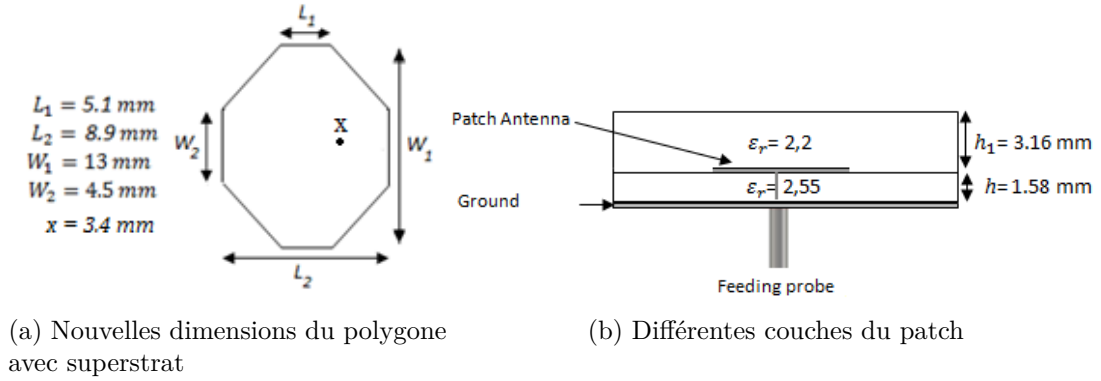 L₁
L₁ = 5.1 mm
L₂ = 8.9 mm
W₁ = 13 mm
W₂ = 4.5 mm
x = 3.4 mm
W₂
X
W₁
L₂
Patch Antenna
εᵣ= 2,2
h₁= 3.16 mm
εᵣ= 2,55
h= 1.58 mm
Ground
Feeding probe
(a) Nouvelles dimensions du polygone
avec superstrat
(b) Différentes couches du patch